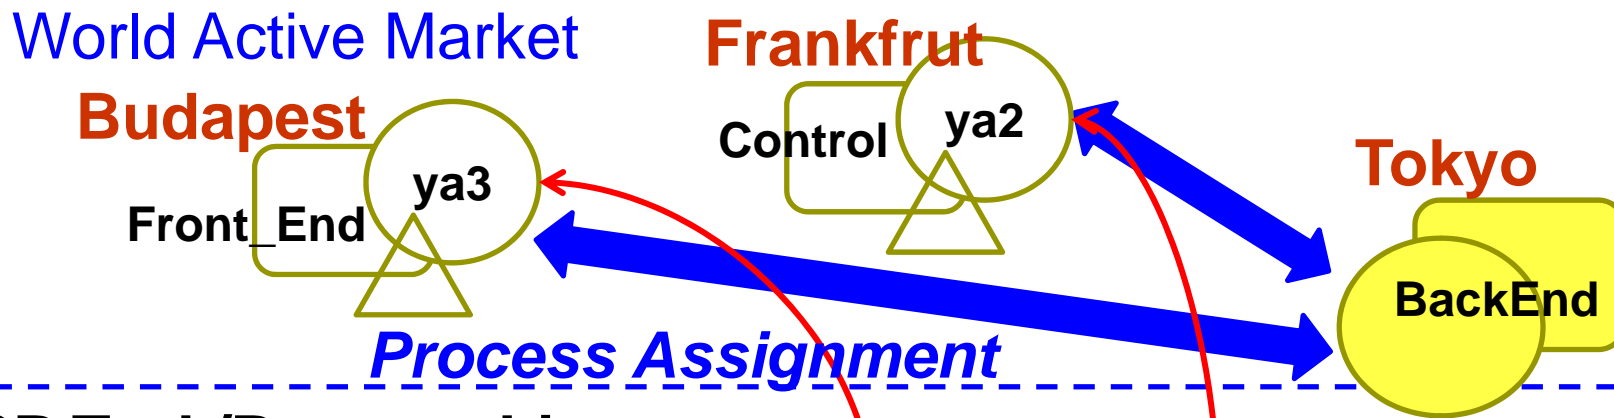 World Active Market
Frankfrut
Budapest
ya2
Control
Tokyo
ya3
Front_End
BackEnd
Process Assignment